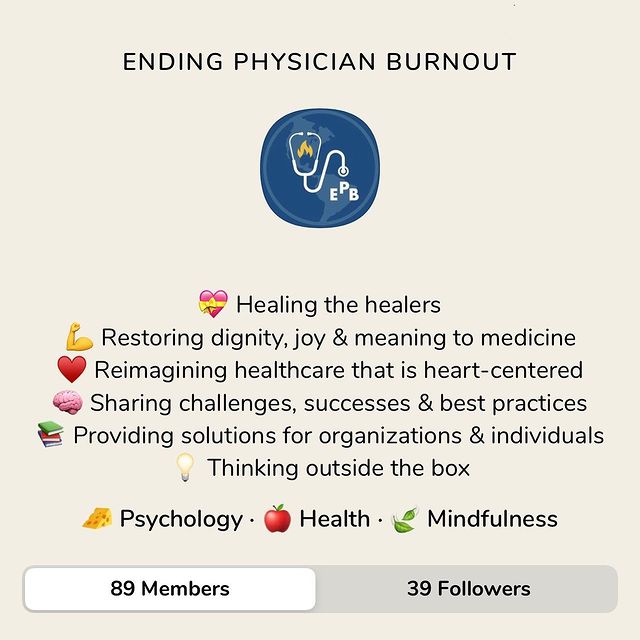 ENDING PHYSICIAN BURNOUT
EPB
💝 Healing the healers
💪 Restoring dignity, joy & meaning to medicine
❤️ Reimagining healthcare that is heart-centered
🧠 Sharing challenges, successes & best practices
📚 Providing solutions for organizations & individuals
💡 Thinking outside the box
🧀 Psychology · 🍎 Health · 🌿 Mindfulness
89 Members 39 Followers